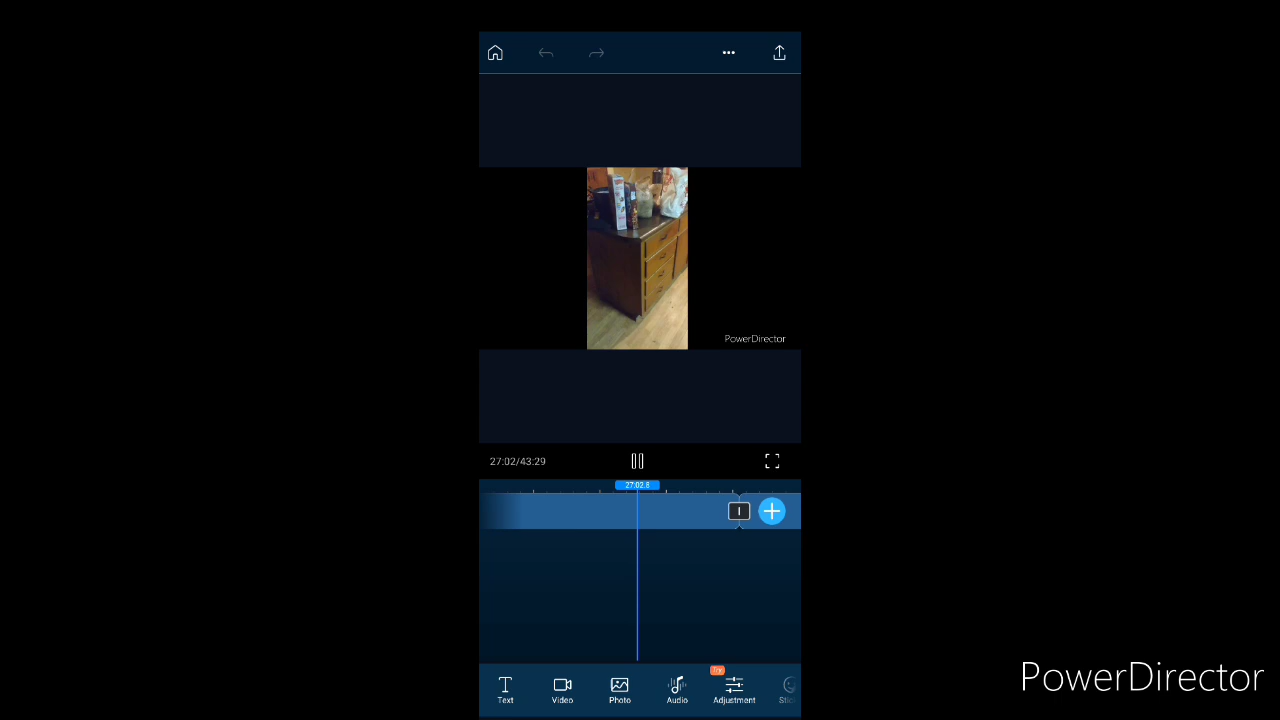 PowerDirector
27:02/43:29
27:02.8
Try
Text
Video
Photo
Audio
Adjustment
PowerDirector